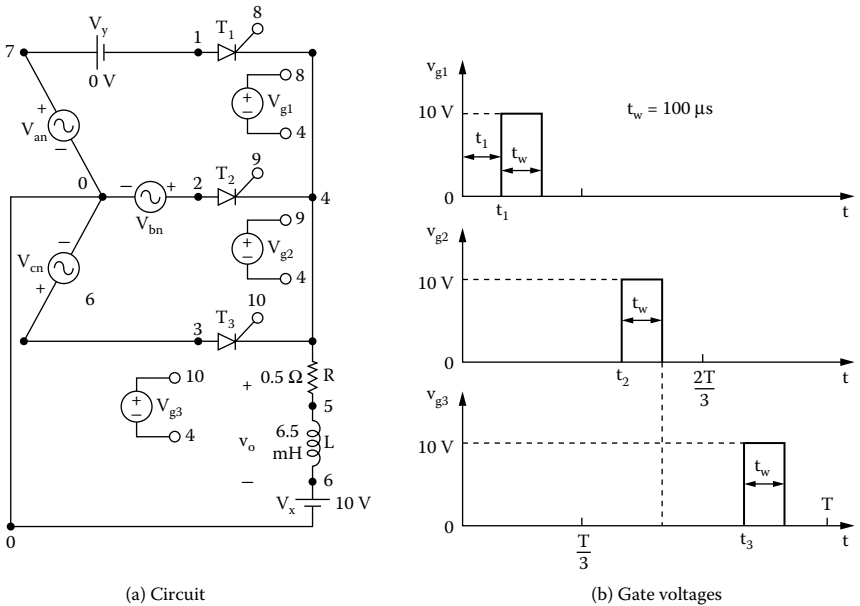 V_y
0 V
7
1
T_1
8
8
V_g1
4
+
V_an
−
0
−
+
V_bn
2
T_2
9
4
9
V_g2
4
−
V_cn
+
6
3
T_3
10
10
V_g3
4
+
v_o
−
0.5 Ω R
5
6.5
mH
L
6
V_x
10 V
0
(a) Circuit
v_g1
10 V
t_1
t_w
t_w = 100 μs
0
t_1
t
v_g2
10 V
t_w
0
t_2
2T
3
t
v_g3
10 V
t_w
T
0
T
3
t_3
t
(b) Gate voltages